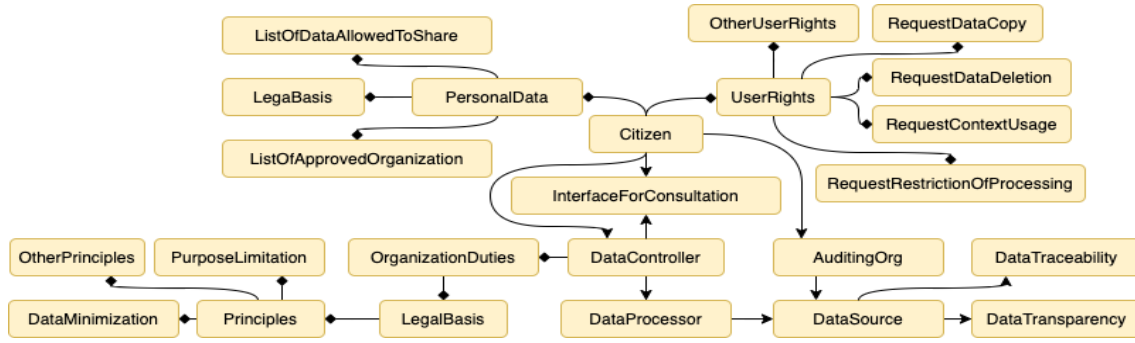 OtherUserRights
RequestDataCopy
ListOfDataAllowedToShare
RequestDataDeletion
LegaBasis
PersonalData
UserRights
RequestContextUsage
Citizen
ListOfApprovedOrganization
RequestRestrictionOfProcessing
InterfaceForConsultation
OtherPrinciples
PurposeLimitation
OrganizationDuties
DataController
AuditingOrg
DataTraceability
DataMinimization
Principles
LegalBasis
DataProcessor
DataSource
DataTransparency